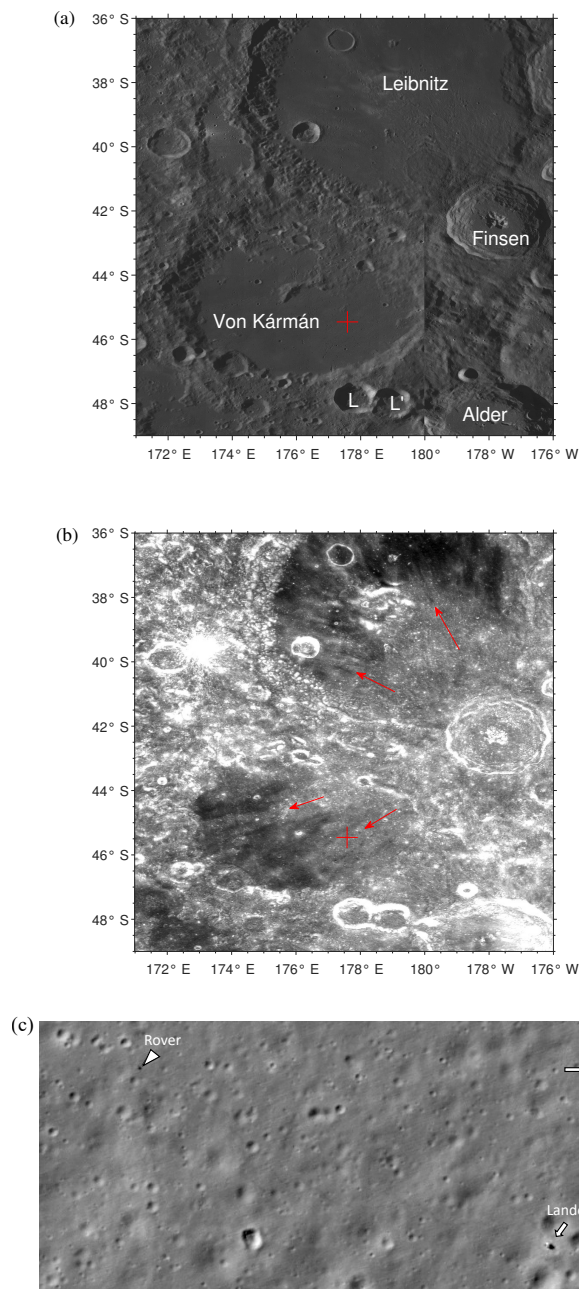 (a)
36° S
38° S
40° S
42° S
44° S
46° S
48° S
Leibnitz
Finsen
Von Kármán
L
L'
Alder
172° E
174° E
176° E
178° E
180°
178° W
176° W
(b)
36° S
38° S
40° S
42° S
44° S
46° S
48° S
172° E
174° E
176° E
178° E
180°
178° W
176° W
(c)
Rover
Lande